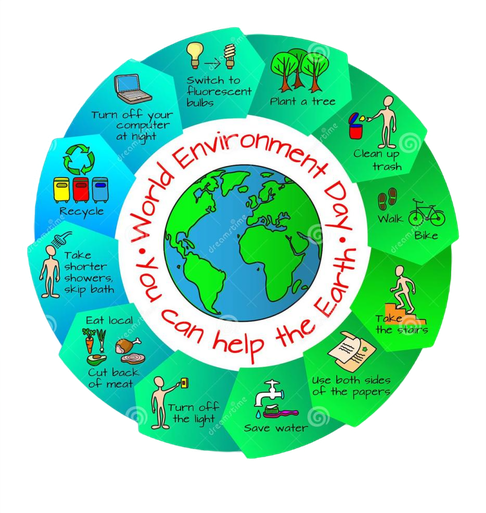 World Environment Day
You can help the Earth
Switch to
fluorescent
bulbs
Plant a tree
Clean up
trash
Walk
Bike
Take
the stairs
Use both sides
of the papers
Save water
Turn off
the light
Eat local
Cut back
of meat
Take
shorter
showers,
skip bath
Recycle
Turn off your
computer
at night
dreamstime